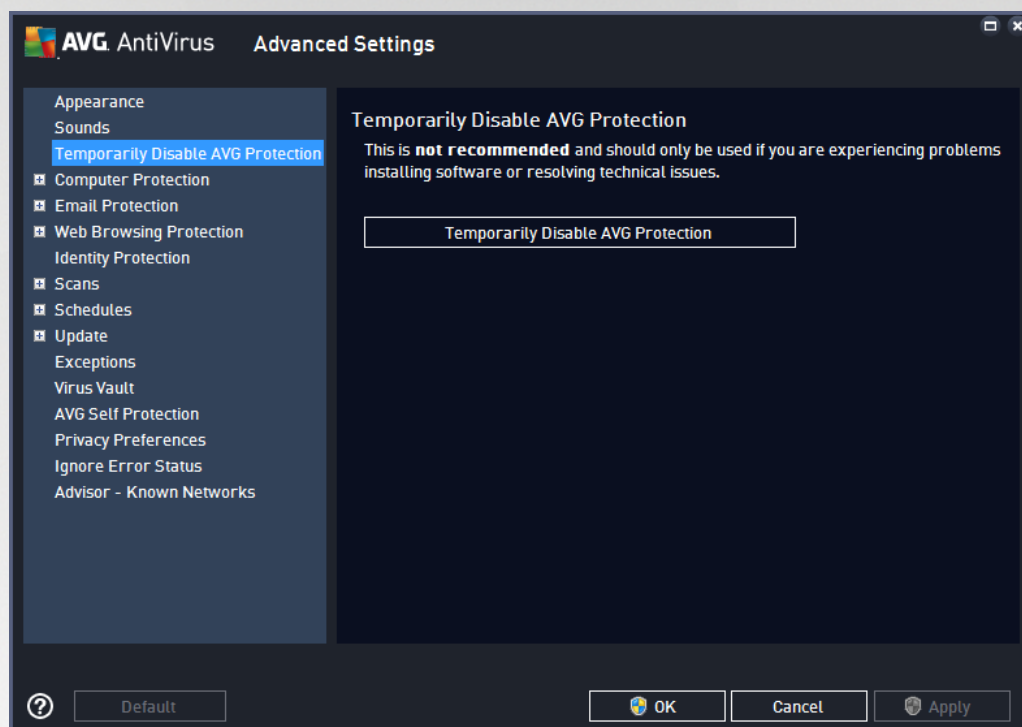 AVG. AntiVirus Advanced Settings
Appearance
Sounds
Temporarily Disable AVG Protection
Computer Protection
Email Protection
Web Browsing Protection
Identity Protection
Scans
Schedules
Update
Exceptions
Virus Vault
AVG Self Protection
Privacy Preferences
Ignore Error Status
Advisor - Known Networks
Temporarily Disable AVG Protection
This is not recommended and should only be used if you are experiencing problems
installing software or resolving technical issues.
Temporarily Disable AVG Protection
? Default OK Cancel Apply